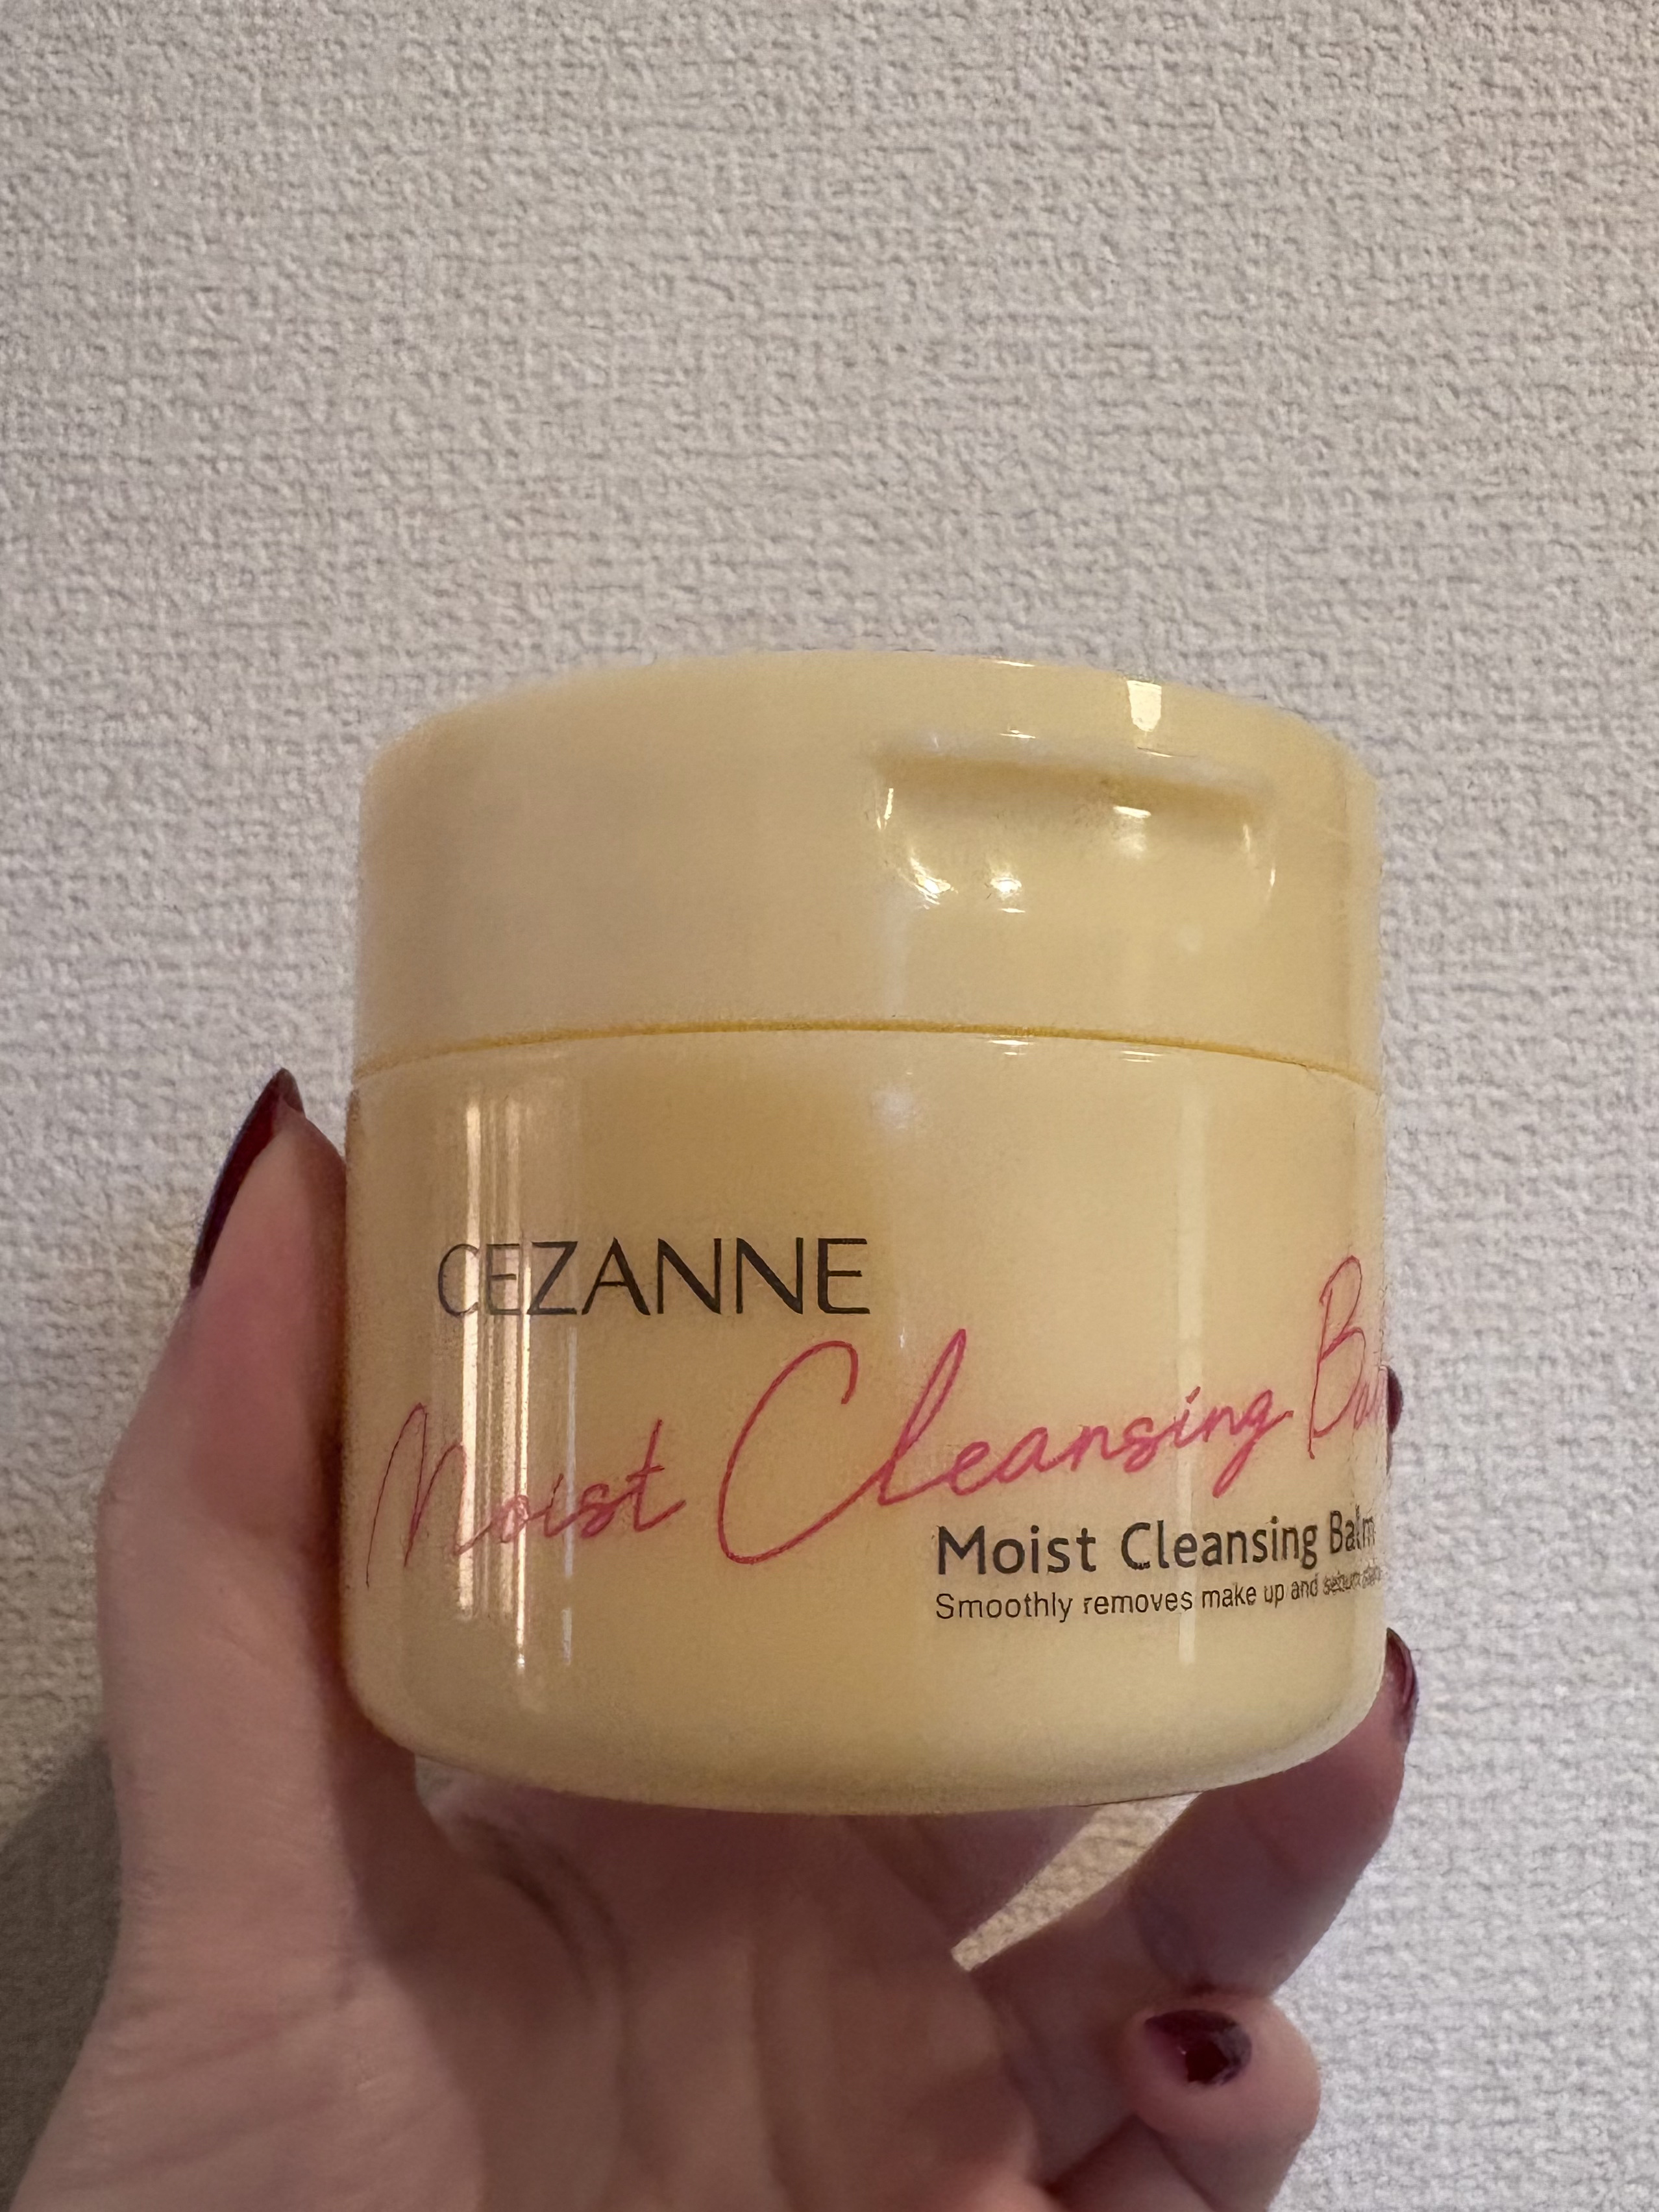 CEZANNE
Moist Cleansing
Moist Cleansing Balm
Smoothly removes make up and